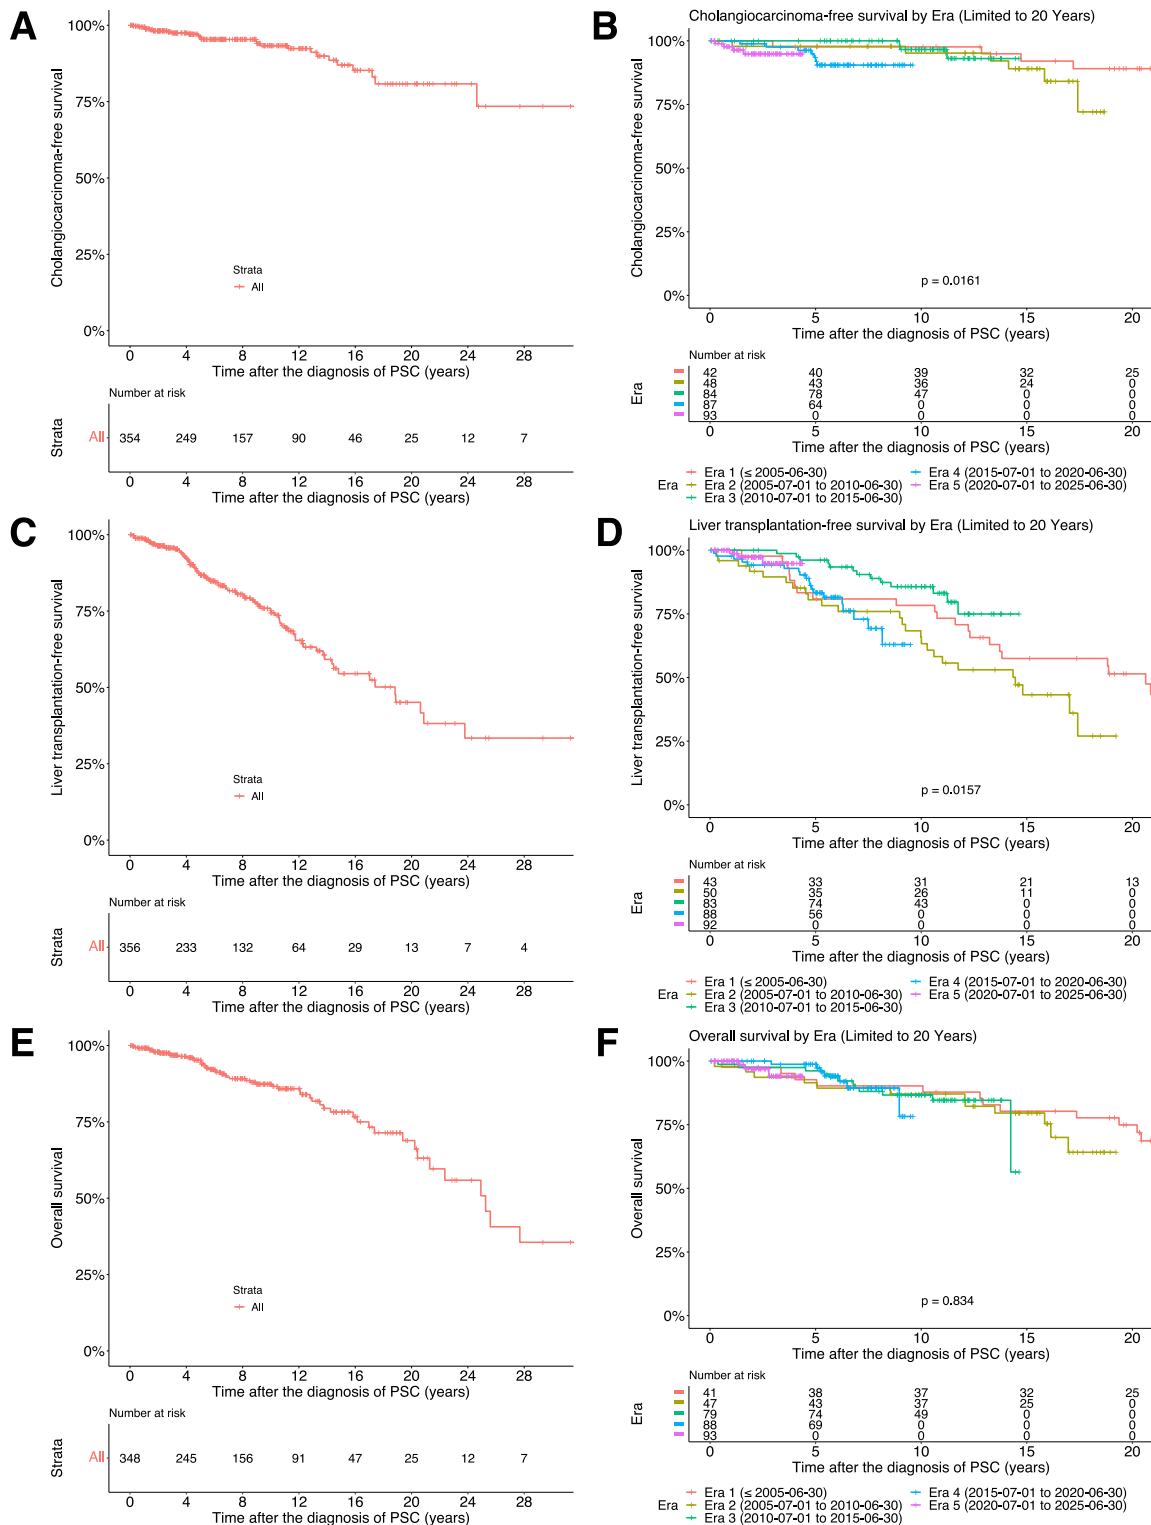 A
100%
75%
50%
25%
0%
Cholangiocarcinoma-free survival
Strata
All
0 4 8 12 16 20 24 28
Time after the diagnosis of PSC (years)
Number at risk
Strata
All 354 249 157 90 46 25 12 7
0 4 8 12 16 20 24 28
Time after the diagnosis of PSC (years)
B
Cholangiocarcinoma-free survival by Era (Limited to 20 Years)
100%
75%
50%
25%
0%
Cholangiocarcinoma-free survival
p = 0.0161
0 5 10 15 20
Time after the diagnosis of PSC (years)
Number at risk
Era
42 40 39 32 25
48 43 36 24 0
84 78 47 0 0
87 64 0 0 0
93 0 0 0 0
0 5 10 15 20
Time after the diagnosis of PSC (years)
Era
Era 1 (≤ 2005-06-30)
Era 2 (2005-07-01 to 2010-06-30)
Era 3 (2010-07-01 to 2015-06-30)
Era 4 (2015-07-01 to 2020-06-30)
Era 5 (2020-07-01 to 2025-06-30)
C
100%
75%
50%
25%
0%
Liver transplantation-free survival
Strata
All
0 4 8 12 16 20 24 28
Time after the diagnosis of PSC (years)
Number at risk
Strata
All 356 233 132 64 29 13 7 4
0 4 8 12 16 20 24 28
Time after the diagnosis of PSC (years)
D
Liver transplantation-free survival by Era (Limited to 20 Years)
100%
75%
50%
25%
0%
Liver transplantation-free survival
p = 0.0157
0 5 10 15 20
Time after the diagnosis of PSC (years)
Number at risk
Era
43 33 31 21 13
50 35 26 11 0
83 74 43 0 0
88 56 0 0 0
92 0 0 0 0
0 5 10 15 20
Time after the diagnosis of PSC (years)
Era
Era 1 (≤ 2005-06-30)
Era 2 (2005-07-01 to 2010-06-30)
Era 3 (2010-07-01 to 2015-06-30)
Era 4 (2015-07-01 to 2020-06-30)
Era 5 (2020-07-01 to 2025-06-30)
E
100%
75%
50%
25%
0%
Overall survival
Strata
All
0 4 8 12 16 20 24 28
Time after the diagnosis of PSC (years)
Number at risk
Strata
All 348 245 156 91 47 25 12 7
0 4 8 12 16 20 24 28
Time after the diagnosis of PSC (years)
F
Overall survival by Era (Limited to 20 Years)
100%
75%
50%
25%
0%
Overall survival
p = 0.834
0 5 10 15 20
Time after the diagnosis of PSC (years)
Number at risk
Era
41 38 37 32 25
47 43 37 25 0
79 74 49 0 0
88 69 0 0 0
93 0 0 0 0
0 5 10 15 20
Time after the diagnosis of PSC (years)
Era
Era 1 (≤ 2005-06-30)
Era 2 (2005-07-01 to 2010-06-30)
Era 3 (2010-07-01 to 2015-06-30)
Era 4 (2015-07-01 to 2020-06-30)
Era 5 (2020-07-01 to 2025-06-30)